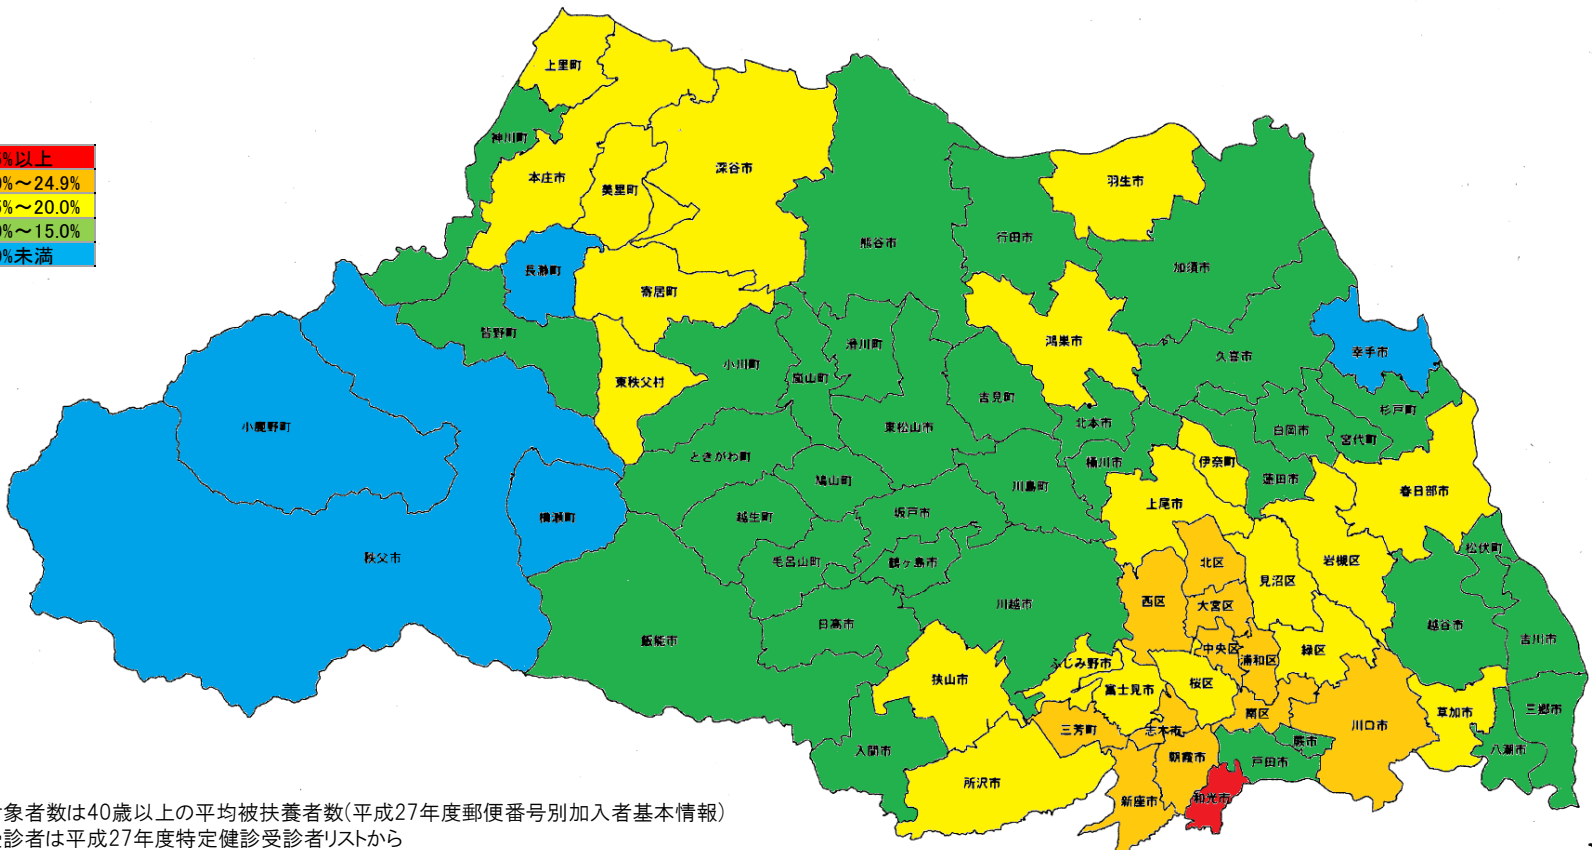 上里町
神川町
本庄市
美里町
深谷市
羽生市
熊谷市
行田市
加須市
%以上
%～24.9%
%～20.0%
%～15.0%
%未満
長瀞町
寄居町
皆野町
東秩父村
小川町
嵐山町
滑川町
吉見町
鴻巣市
久喜市
幸手市
小鹿野町
東松山市
北本市
杉戸町
白岡市
宮代町
ときがわ町
鳩山町
桶川市
伊奈町
蓮田市
春日部市
川島町
上尾市
横瀬町
越生町
坂戸市
秩父市
毛呂山町
鶴ヶ島市
北区
見沼区
岩槻区
松伏町
西区
大宮区
川越市
日高市
飯能市
中央区
浦和区
緑区
越谷市
吉川市
ふじみ野市
狭山市
富士見市
桜区
南区
川口市
草加市
三郷市
三芳町
志木市
蕨市
戸田市
八潮市
入間市
朝霞市
所沢市
新座市
和光市
象者数は40歳以上の平均被扶養者数(平成27年度郵便番号別加入者基本情報)
診者は平成27年度特定健診受診者リストから